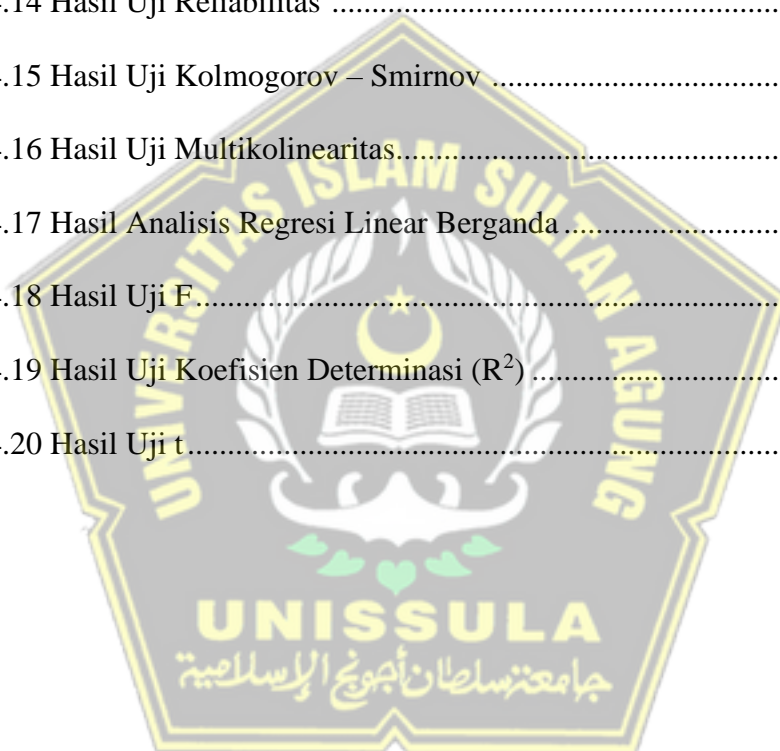 .14 Hasil Uji Reliabilitas ........................................................
.15 Hasil Uji Kolmogorov – Smirnov ....................................
.16 Hasil Uji Multikolinearitas................................................
.17 Hasil Analisis Regresi Linear Berganda ...........................
.18 Hasil Uji F.........................................................................
.19 Hasil Uji Koefisien Determinasi (R²) ...............................
.20 Hasil Uji t..........................................................................
UNIVERSITAS ISLAM SULTAN AGUNG
UNISSULA
جامعة سلطان أجونج الإسلامية